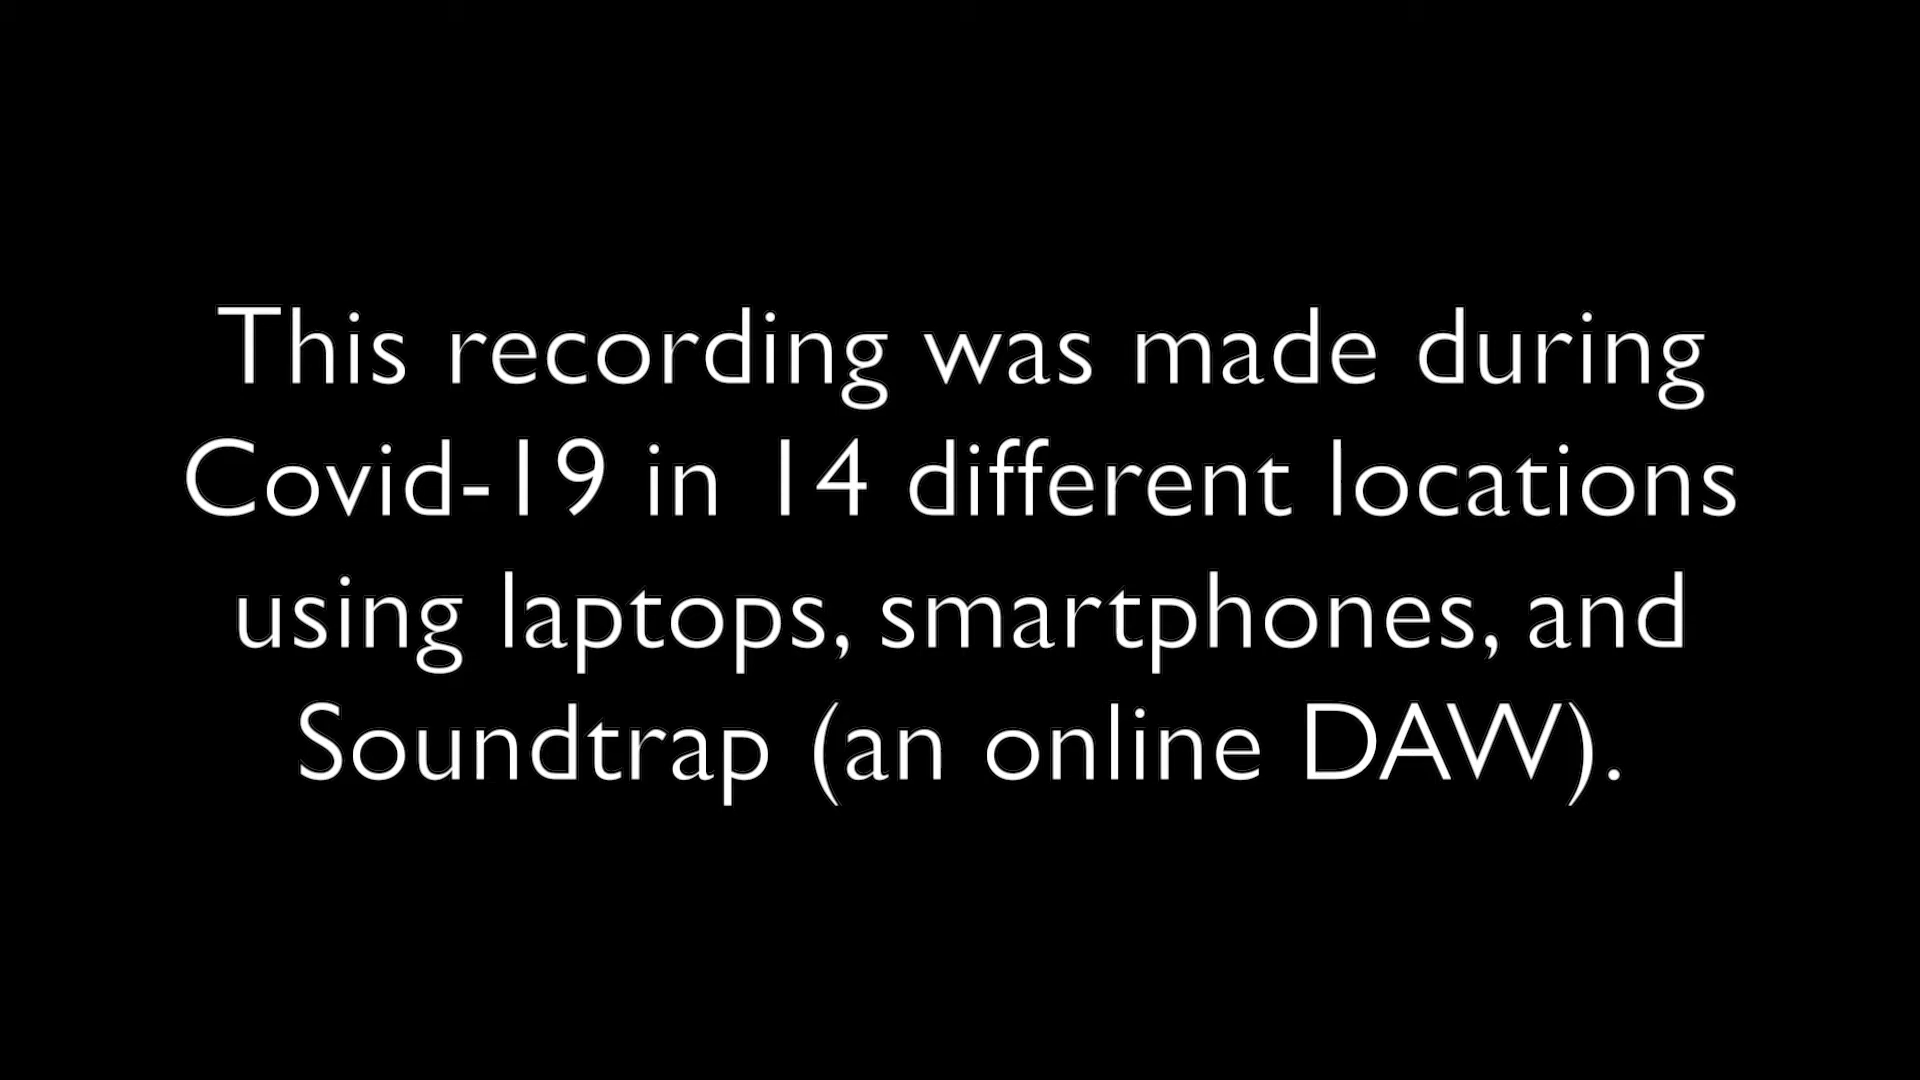 This recording was made during
Covid-19 in 14 different locations
using laptops, smartphones, and
Soundtrap (an online DAW).